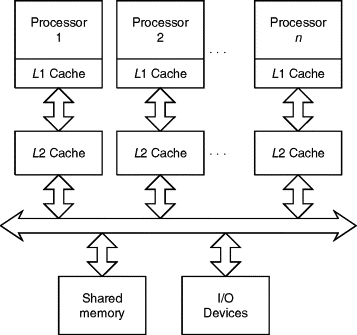 Processor Processor Processor
1 2 n
. . .
L1 Cache L1 Cache L1 Cache
L2 Cache L2 Cache . . . L2 Cache
Shared I/O
memory Devices